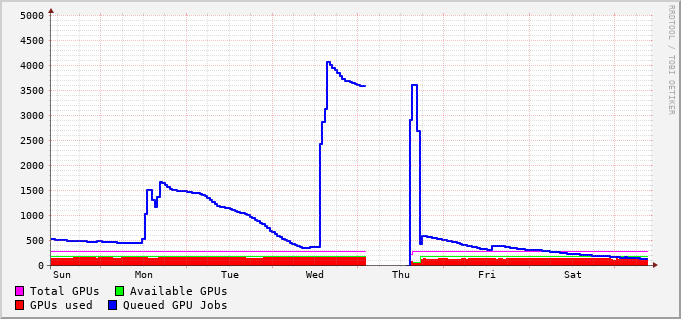 5000
4500
4000
3500
3000
2500
2000
1500
1000
500
0
Sun Mon Tue Wed Thu Fri Sat
Total GPUs Available GPUs
GPUs used Queued GPU Jobs
RRDTOOL / TOBI OETIKER